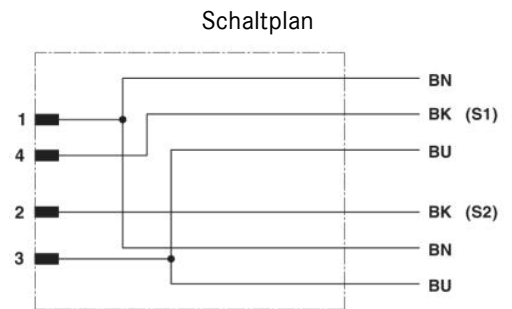 Schaltplan
BN
1
BK (S1)
4
BU
2
BK (S2)
BN
3
BU